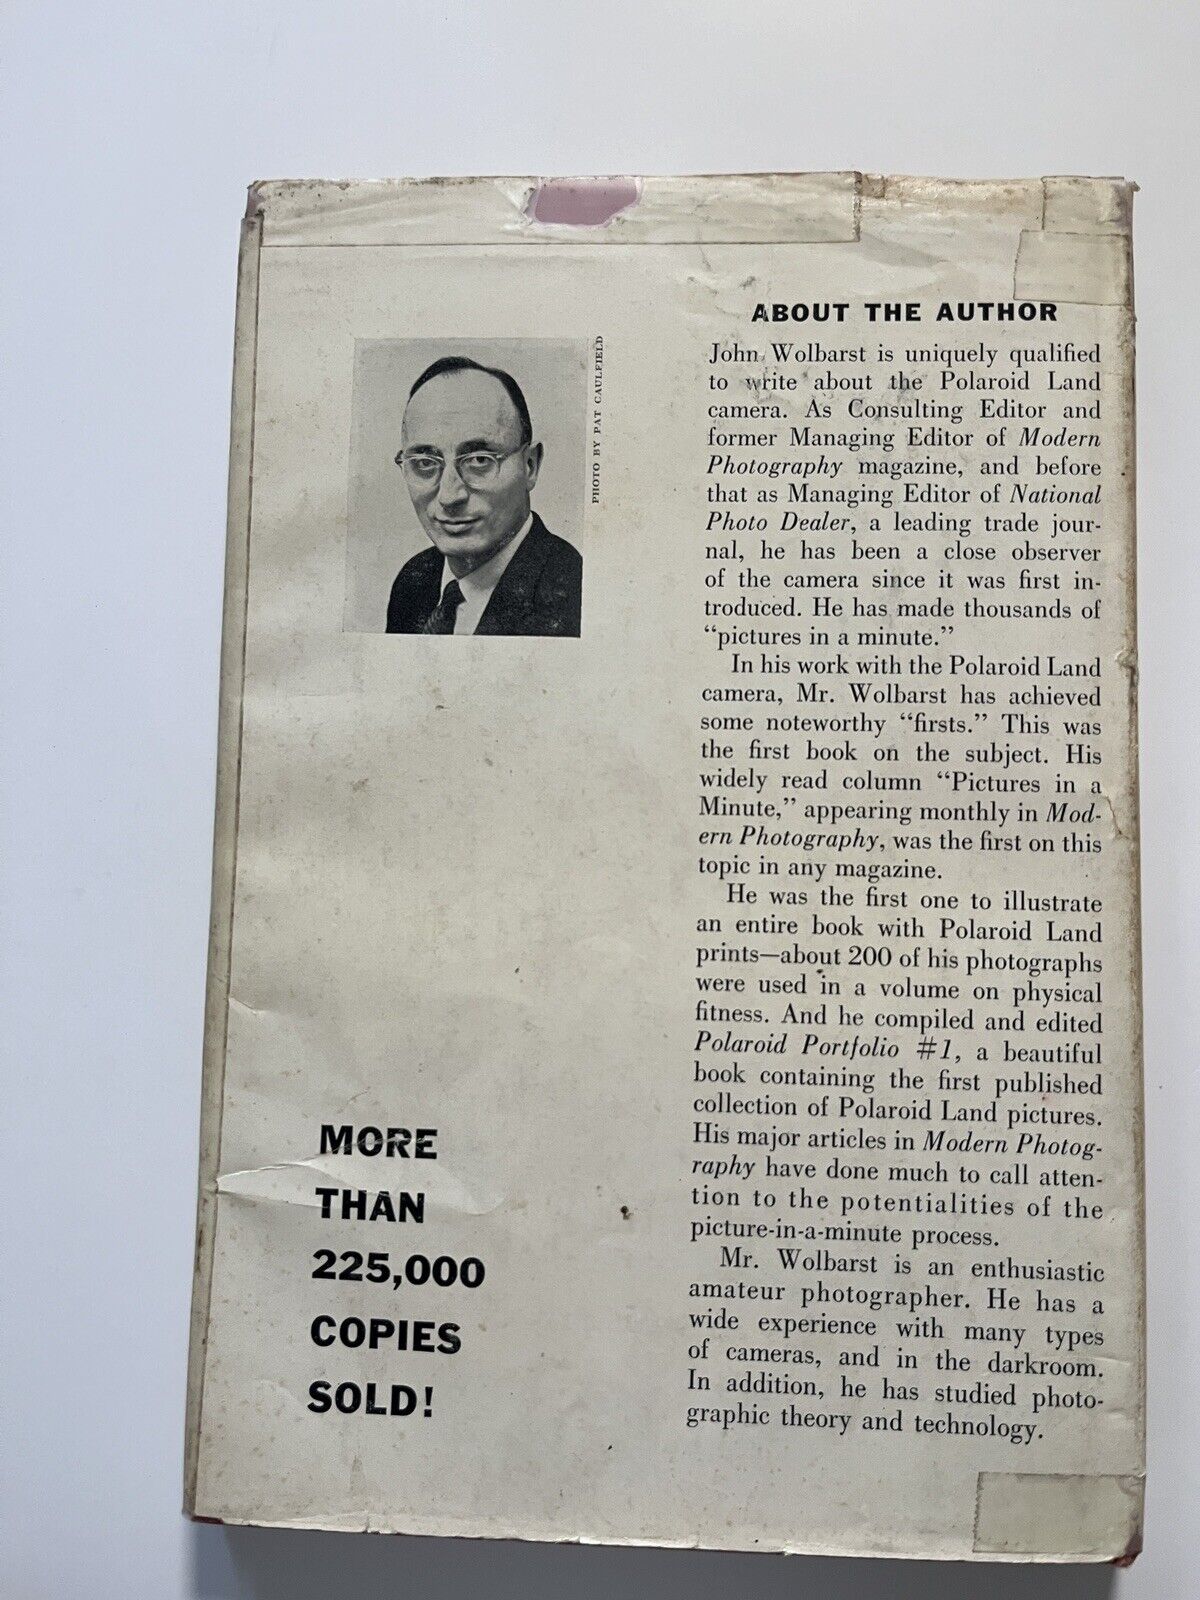 PHOTO BY PAT CAULFIELD
ABOUT THE AUTHOR
John Wolbarst is uniquely qualified
to write about the Polaroid Land
camera. As Consulting Editor and
former Managing Editor of Modern
Photography magazine, and before
that as Managing Editor of National
Photo Dealer, a leading trade jour-
nal, he has been a close observer
of the camera since it was first in-
troduced. He has made thousands of
“pictures in a minute.”
In his work with the Polaroid Land
camera, Mr. Wolbarst has achieved
some noteworthy “firsts.” This was
the first book on the subject. His
widely read column “Pictures in a
Minute,” appearing monthly in Mod-
ern Photography, was the first on this
topic in any magazine.
He was the first one to illustrate
an entire book with Polaroid Land
prints—about 200 of his photographs
were used in a volume on physical
fitness. And he compiled and edited
Polaroid Portfolio #1, a beautiful
book containing the first published
collection of Polaroid Land pictures.
His major articles in Modern Photog-
raphy have done much to call atten-
tion to the potentialities of the
picture-in-a-minute process.
Mr. Wolbarst is an enthusiastic
amateur photographer. He has a
wide experience with many types
of cameras, and in the darkroom.
In addition, he has studied photo-
graphic theory and technology.
MORE
THAN
225,000
COPIES
SOLD!